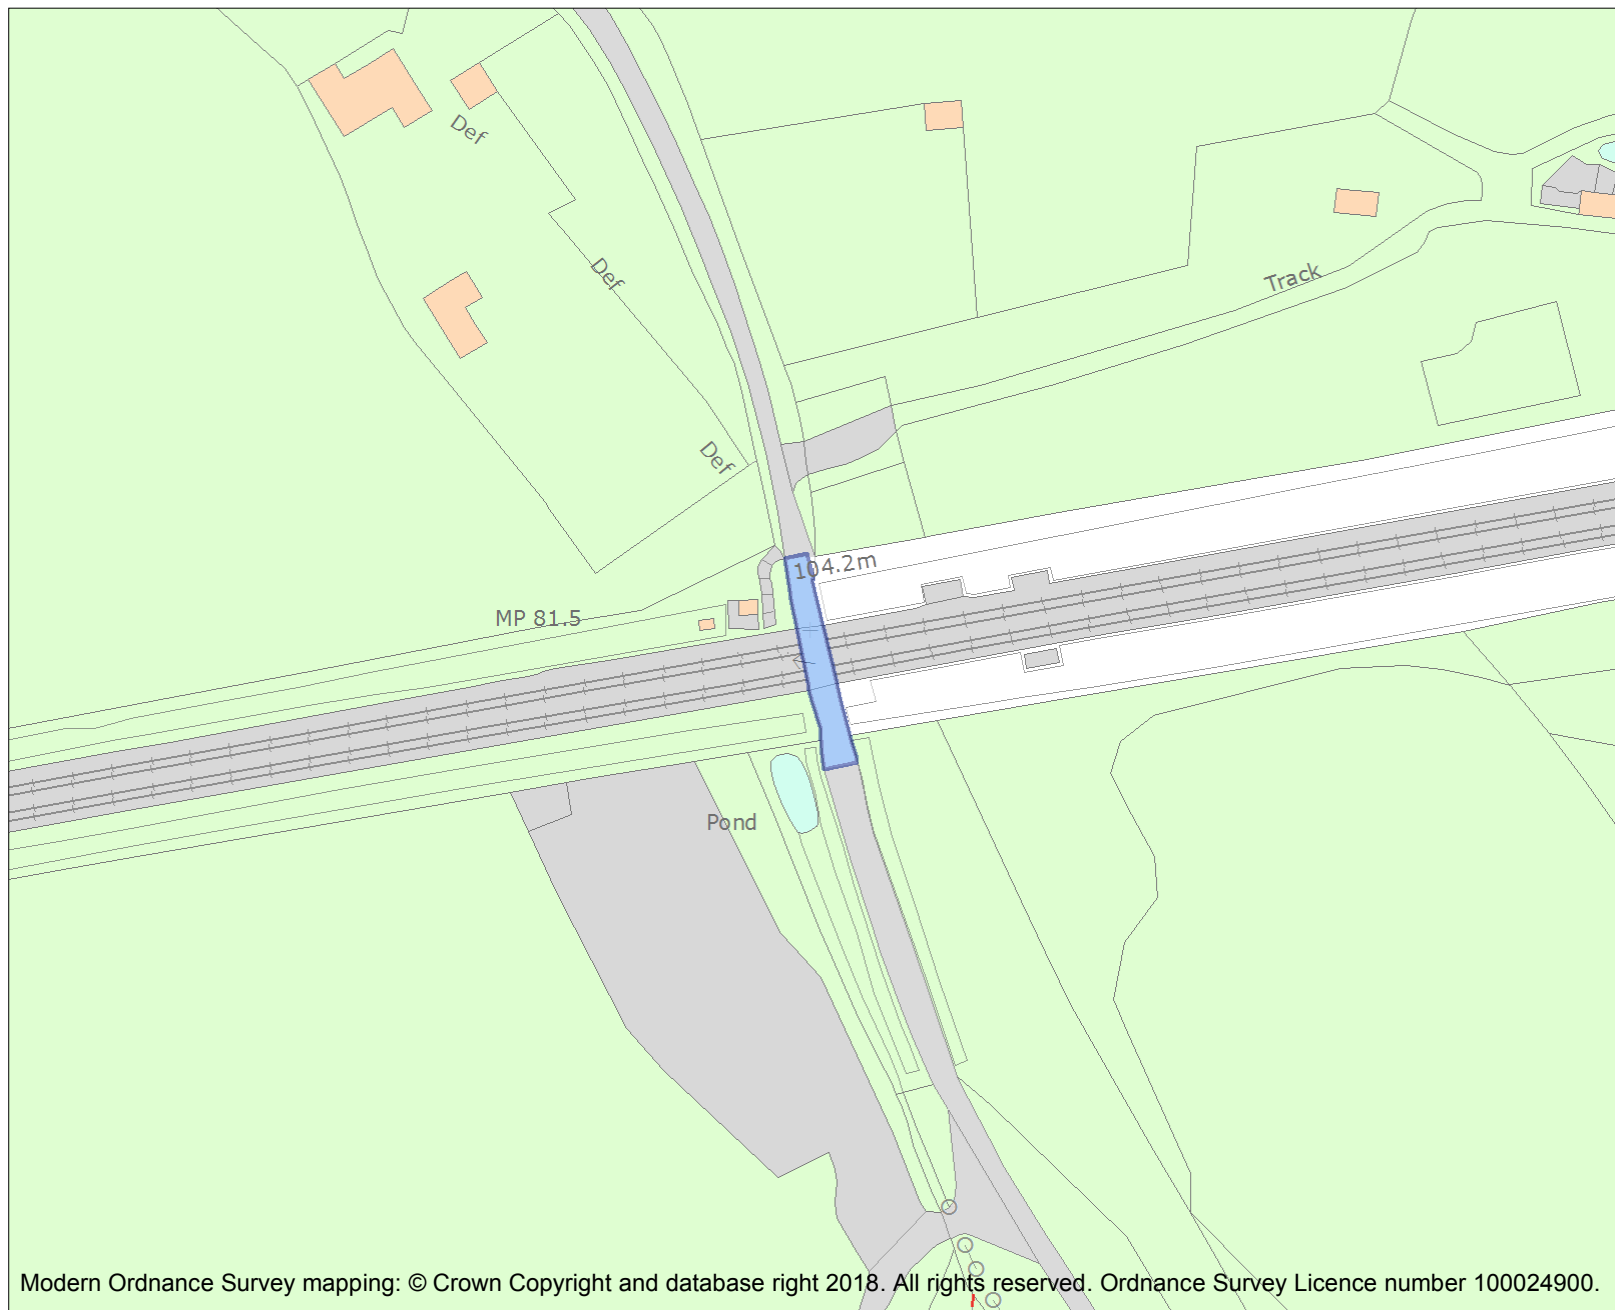 Def
Def
Track
Def
104.2m
MP 81.5
Pond
Modern Ordnance Survey mapping: © Crown Copyright and database right 2018. All rights reserved. Ordnance Survey Licence number 100024900.